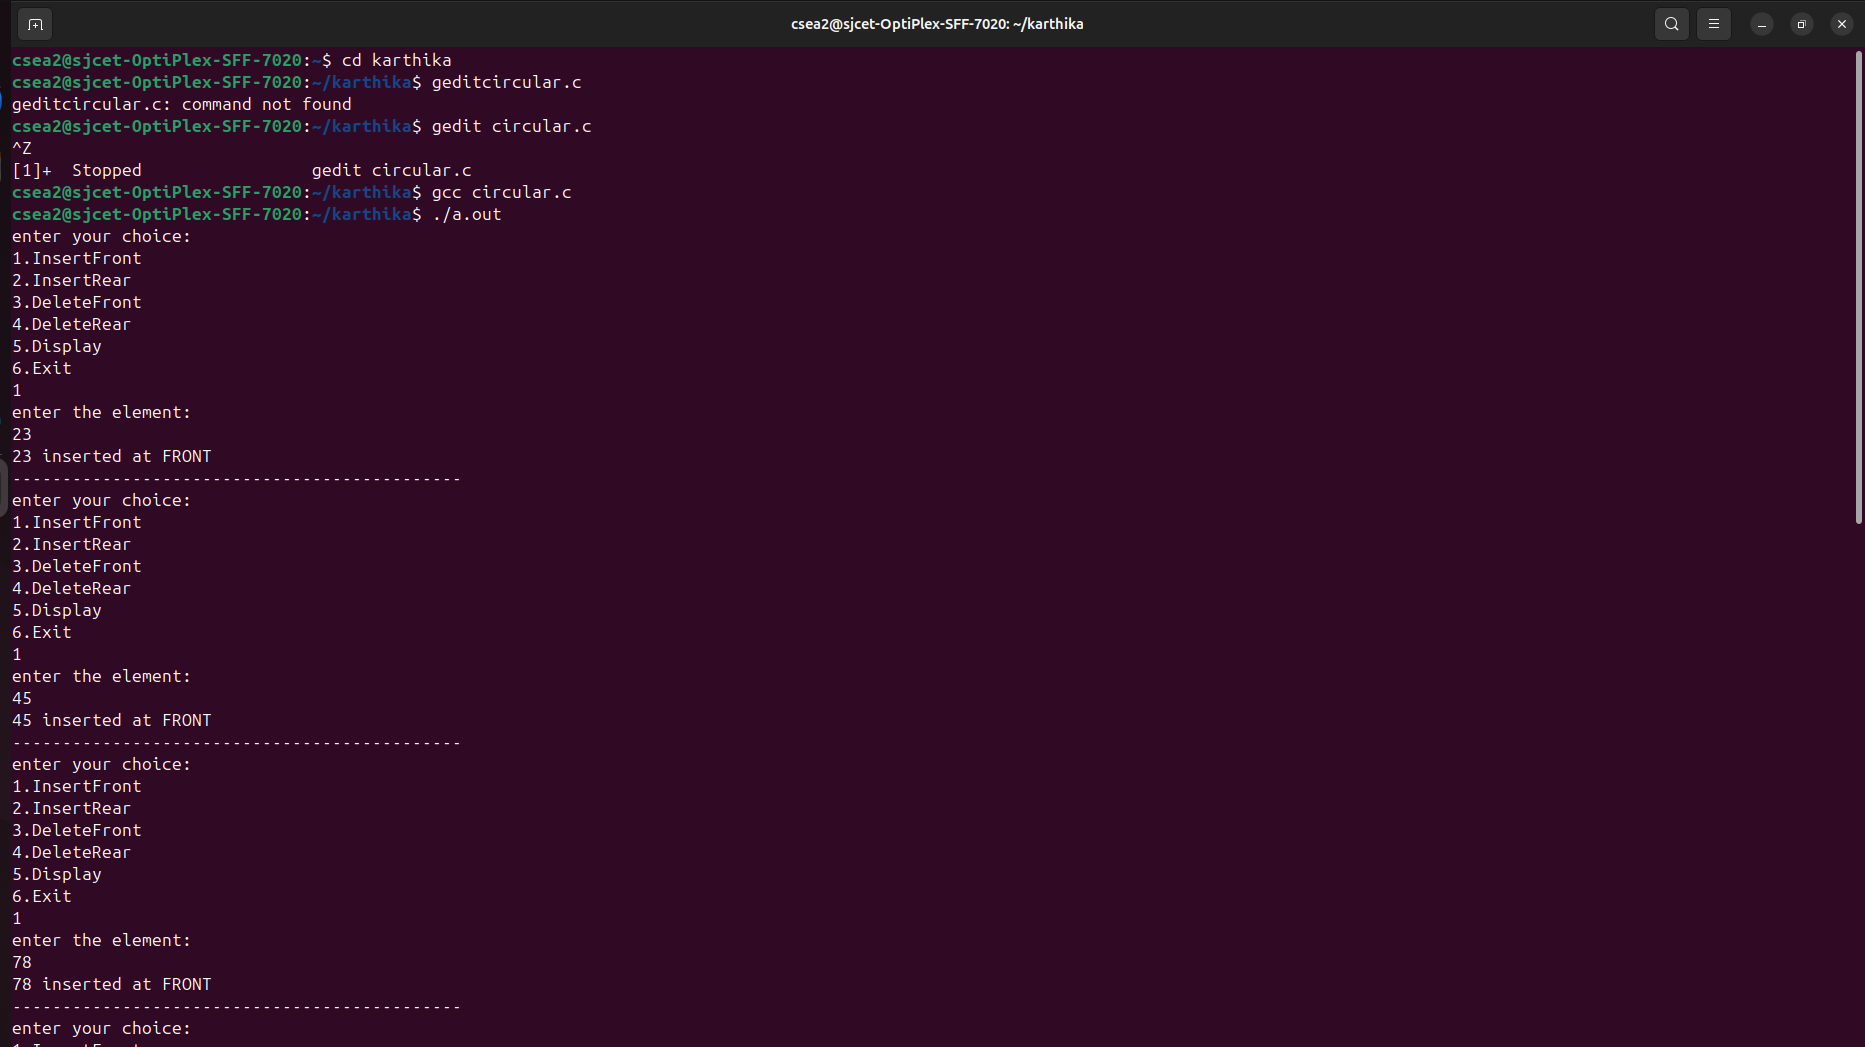 csea2@sjcet-OptiPlex-SFF-7020: ~/karthika
csea2@sjcet-OptiPlex-SFF-7020:~$ cd karthika
csea2@sjcet-OptiPlex-SFF-7020:~/karthika$ geditcircular.c
geditcircular.c: command not found
csea2@sjcet-OptiPlex-SFF-7020:~/karthika$ gedit circular.c
^Z
[1]+  Stopped                 gedit circular.c
csea2@sjcet-OptiPlex-SFF-7020:~/karthika$ gcc circular.c
csea2@sjcet-OptiPlex-SFF-7020:~/karthika$ ./a.out
enter your choice:
1.InsertFront
2.InsertRear
3.DeleteFront
4.DeleteRear
5.Display
6.Exit
1
enter the element:
23
23 inserted at FRONT
---------------------------------------------
enter your choice:
1.InsertFront
2.InsertRear
3.DeleteFront
4.DeleteRear
5.Display
6.Exit
1
enter the element:
45
45 inserted at FRONT
---------------------------------------------
enter your choice:
1.InsertFront
2.InsertRear
3.DeleteFront
4.DeleteRear
5.Display
6.Exit
1
enter the element:
78
78 inserted at FRONT
---------------------------------------------
enter your choice: